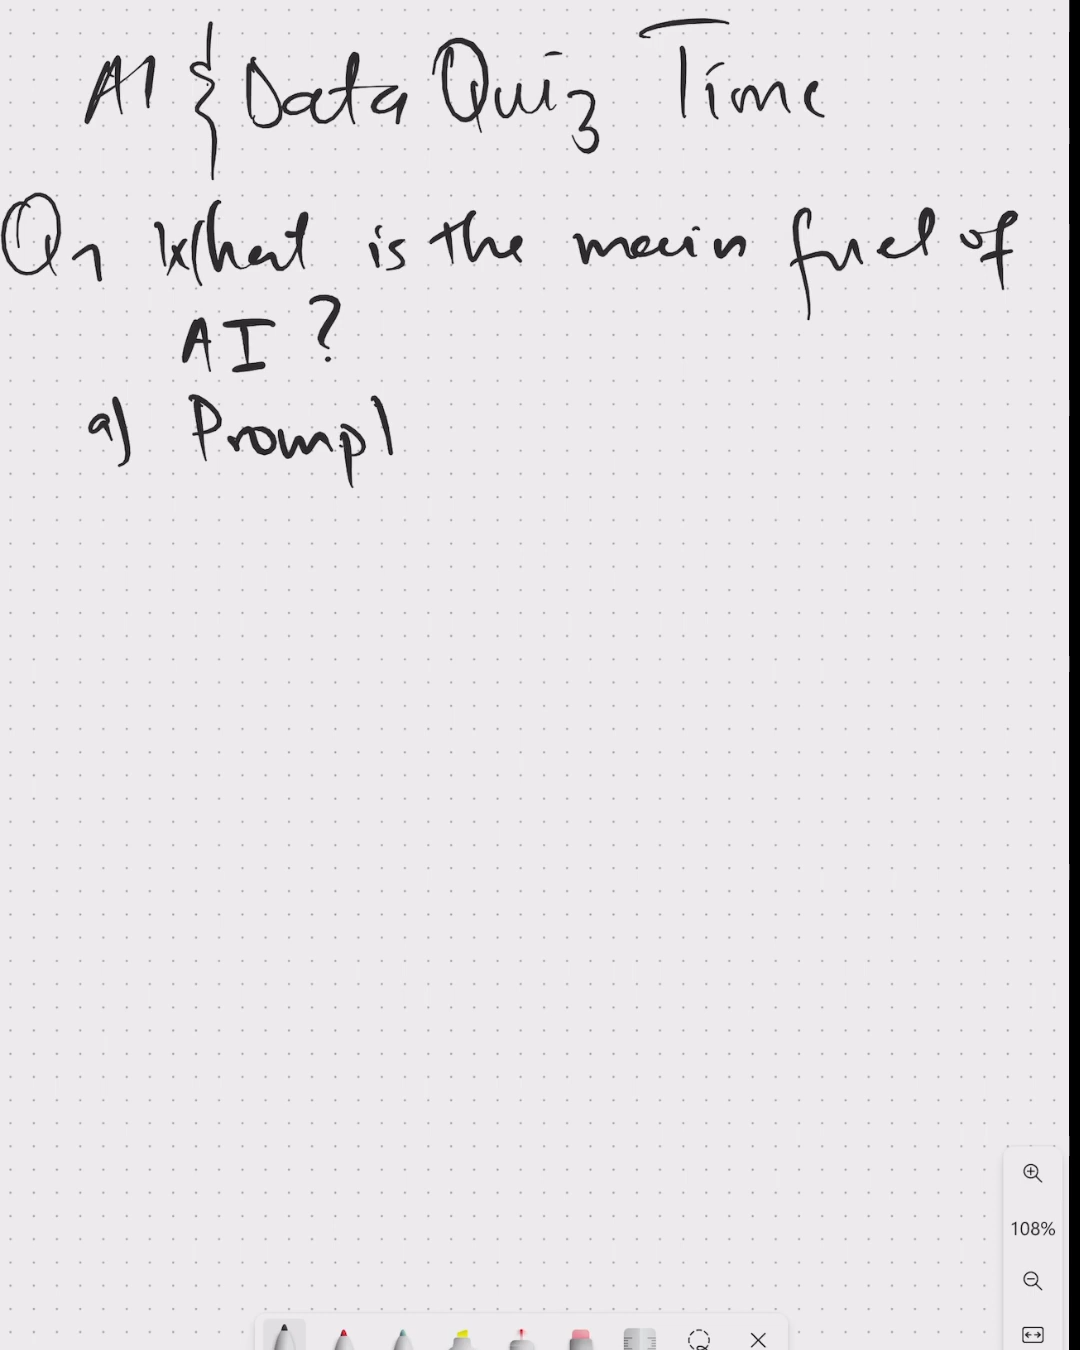 AI & Data Quiz Time
Q1 What is the main fuel of
AI ?
a) Prompt
108%